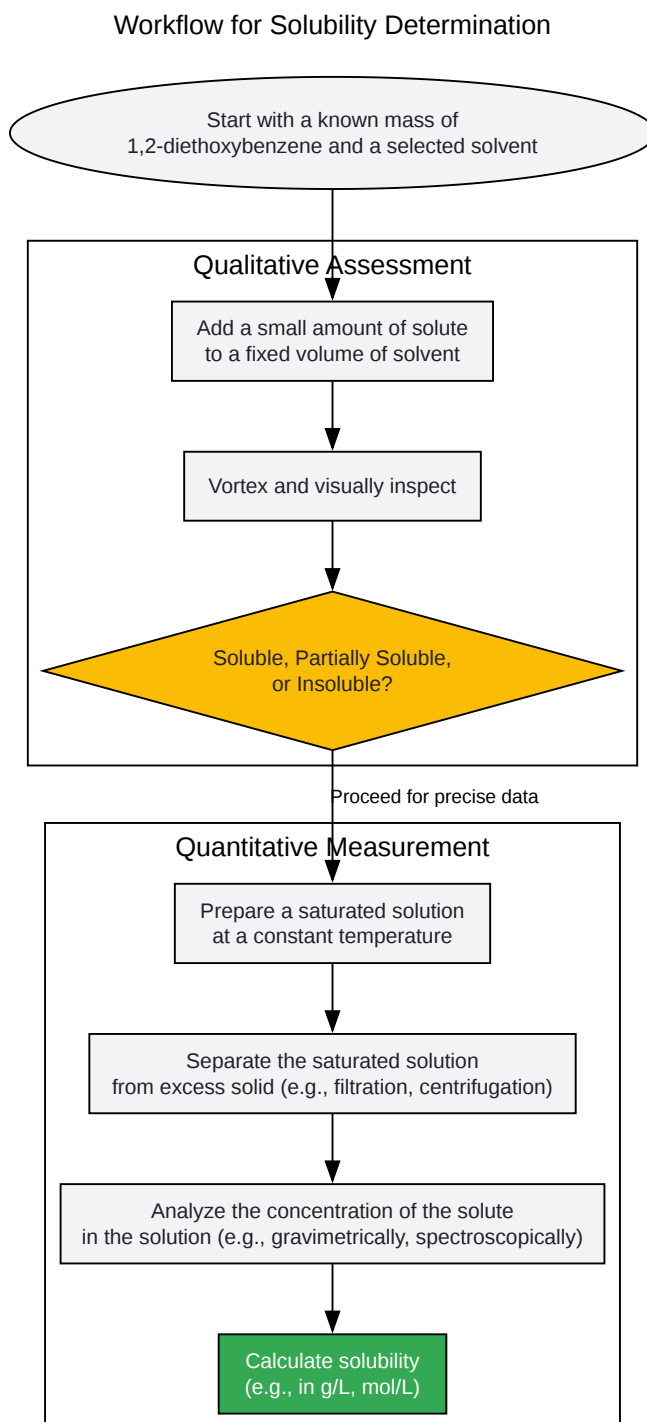 Workflow for Solubility Determination
Start with a known mass of
1,2-diethoxybenzene and a selected solvent
Qualitative Assessment
Add a small amount of solute
to a fixed volume of solvent
Vortex and visually inspect
Soluble, Partially Soluble,
or Insoluble?
Proceed for precise data
Quantitative Measurement
Prepare a saturated solution
at a constant temperature
Separate the saturated solution
from excess solid (e.g., filtration, centrifugation)
Analyze the concentration of the solute
in the solution (e.g., gravimetrically, spectroscopically)
Calculate solubility
(e.g., in g/L, mol/L)